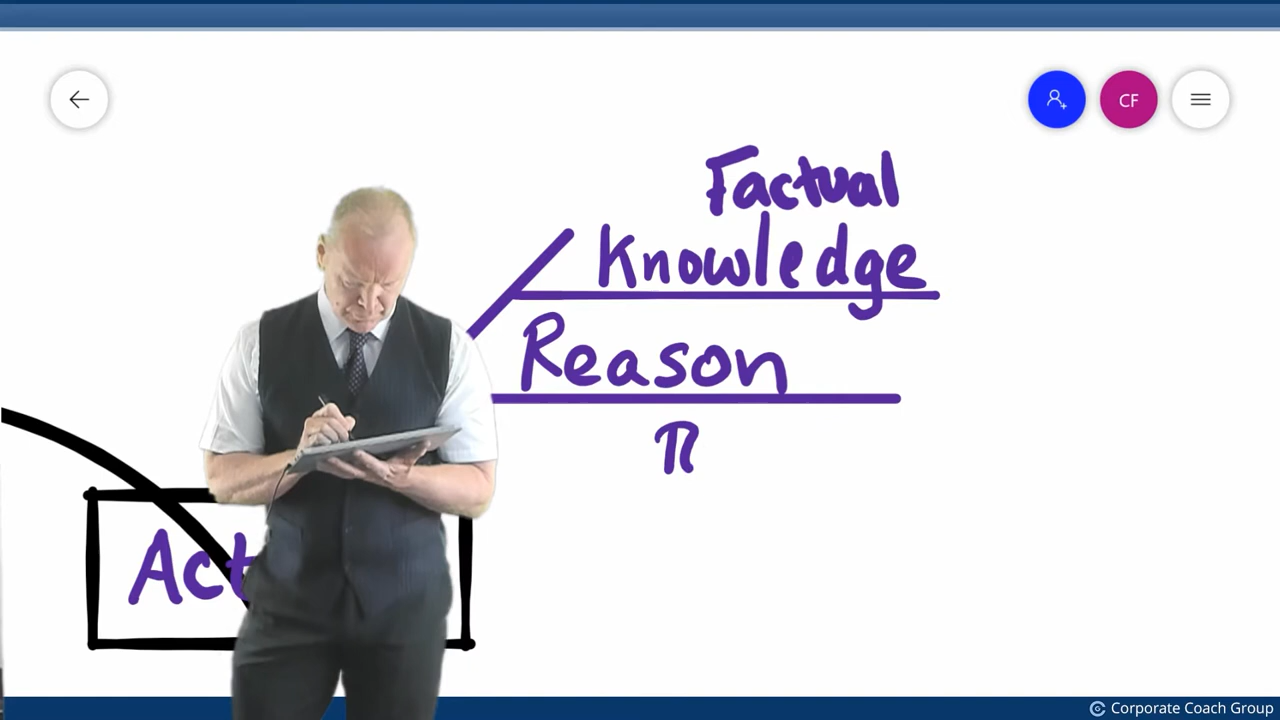 CF
Factual
Knowledge
Reason
π
Act
Corporate Coach Group